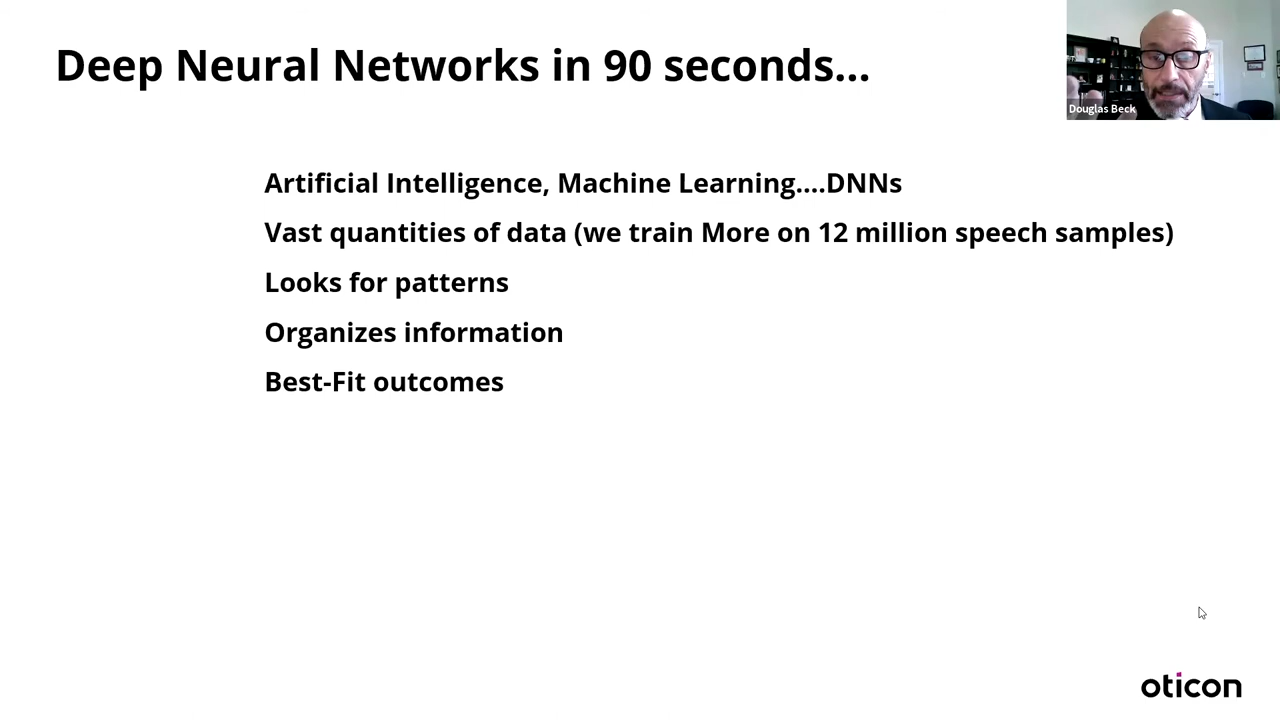 Deep Neural Networks in 90 seconds...
Douglas Beck
Artificial Intelligence, Machine Learning....DNNs
Vast quantities of data (we train More on 12 million speech samples)
Looks for patterns
Organizes information
Best-Fit outcomes
oticon